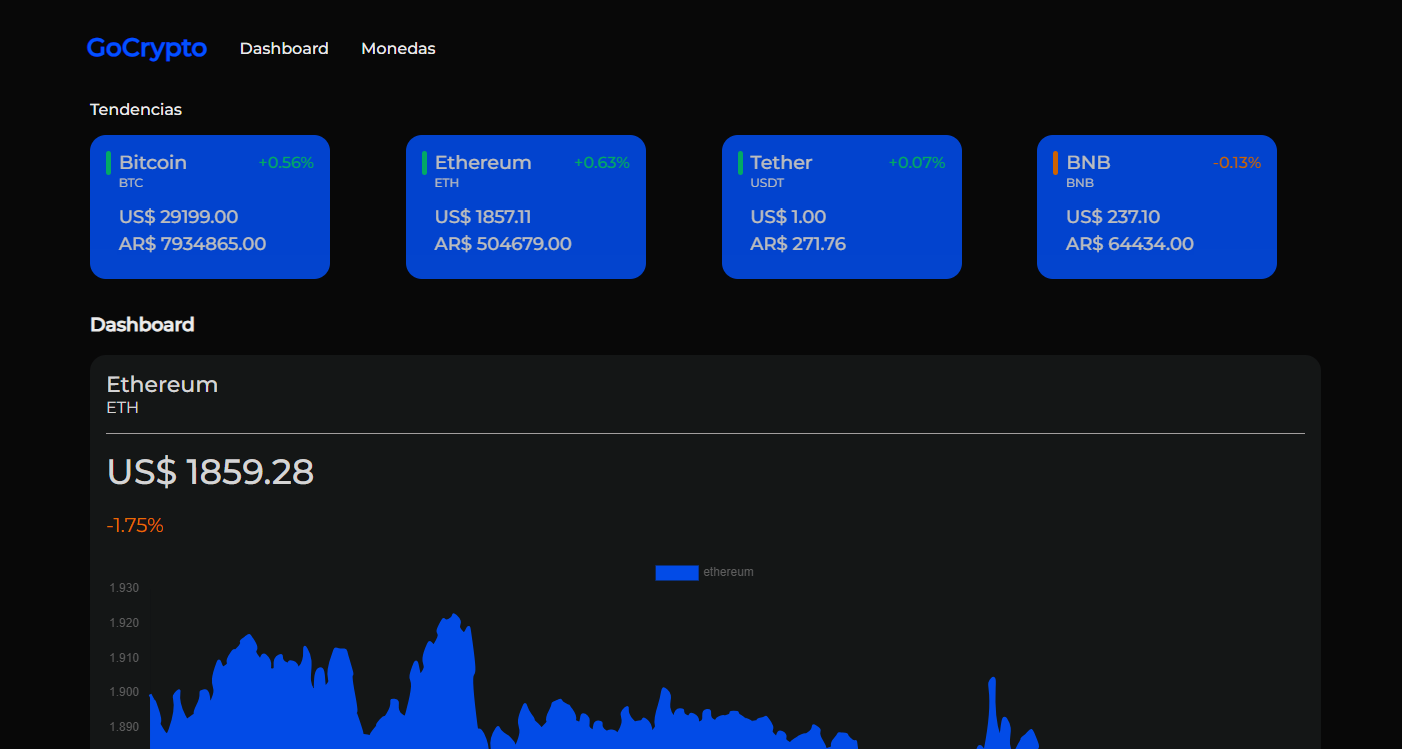 GoCrypto Dashboard Monedas
Tendencias
Bitcoin +0.56%
BTC
US$ 29199.00
AR$ 7934865.00
Ethereum +0.63%
ETH
US$ 1857.11
AR$ 504679.00
Tether +0.07%
USDT
US$ 1.00
AR$ 271.76
BNB -0.13%
BNB
US$ 237.10
AR$ 64434.00
Dashboard
Ethereum
ETH
US$ 1859.28
-1.75%
ethereum
1.930
1.920
1.910
1.900
1.890